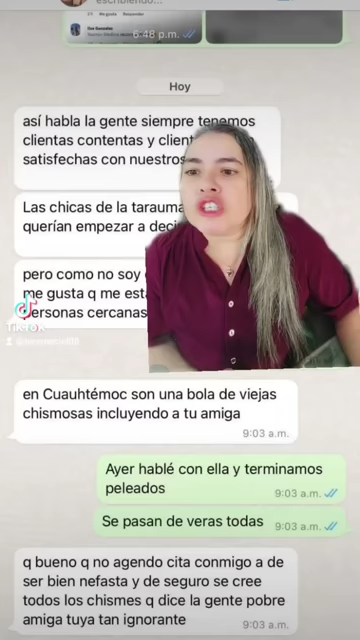 escribiendo...
6:48 p.m.
Hoy
así habla la gente siempre tenemos
clientas contentas y
satisfechas con nuestros
Las chicas de la
querían empezar a
pero como no soy
me gusta q me
personas cercanas
TikTok
en Cuauhtémoc son una bola de viejas
chismosas incluyendo a tu amiga
9:03 a.m.
Ayer hablé con ella y terminamos
peleados
9:03 a.m.
Se pasan de veras todas
9:03 a.m.
q bueno q no agendo cita conmigo a de
ser bien nefasta y de seguro se cree
todos los chismes q dice la gente pobre
amiga tuya tan ignorante
9:03 a.m.